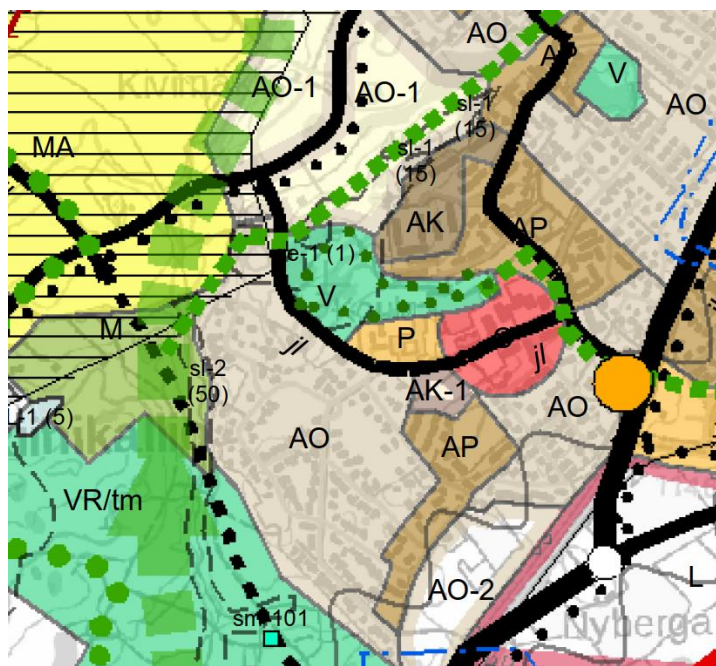 AO
AP
V
AO-1
AO-1
AO
sl-1
(15)
MA
sl-1
(15)
AK
AP
e-1 (1)
V
M
P
jl
sl-2
(50)
AK-1
AO
AO
AP
VR/tm
AO-2
L
sm-101
Nyberga